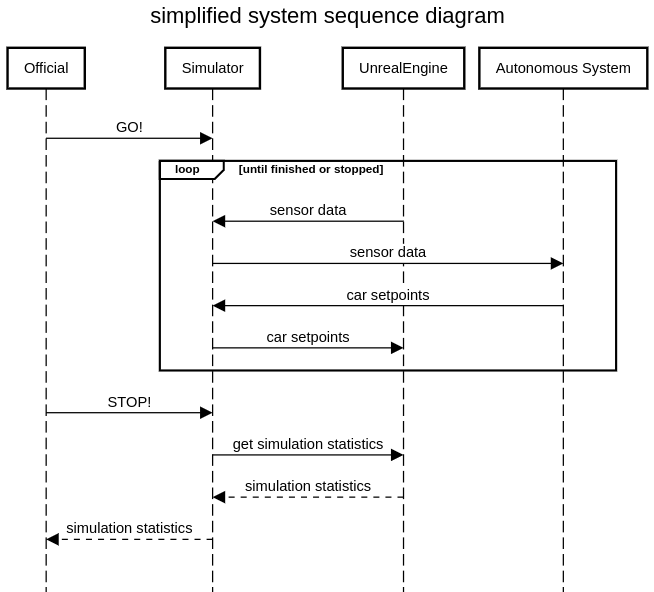 simplified system sequence diagram
Official
Simulator
UnrealEngine
Autonomous System
GO!
loop
[until finished or stopped]
sensor data
sensor data
car setpoints
car setpoints
STOP!
get simulation statistics
simulation statistics
simulation statistics